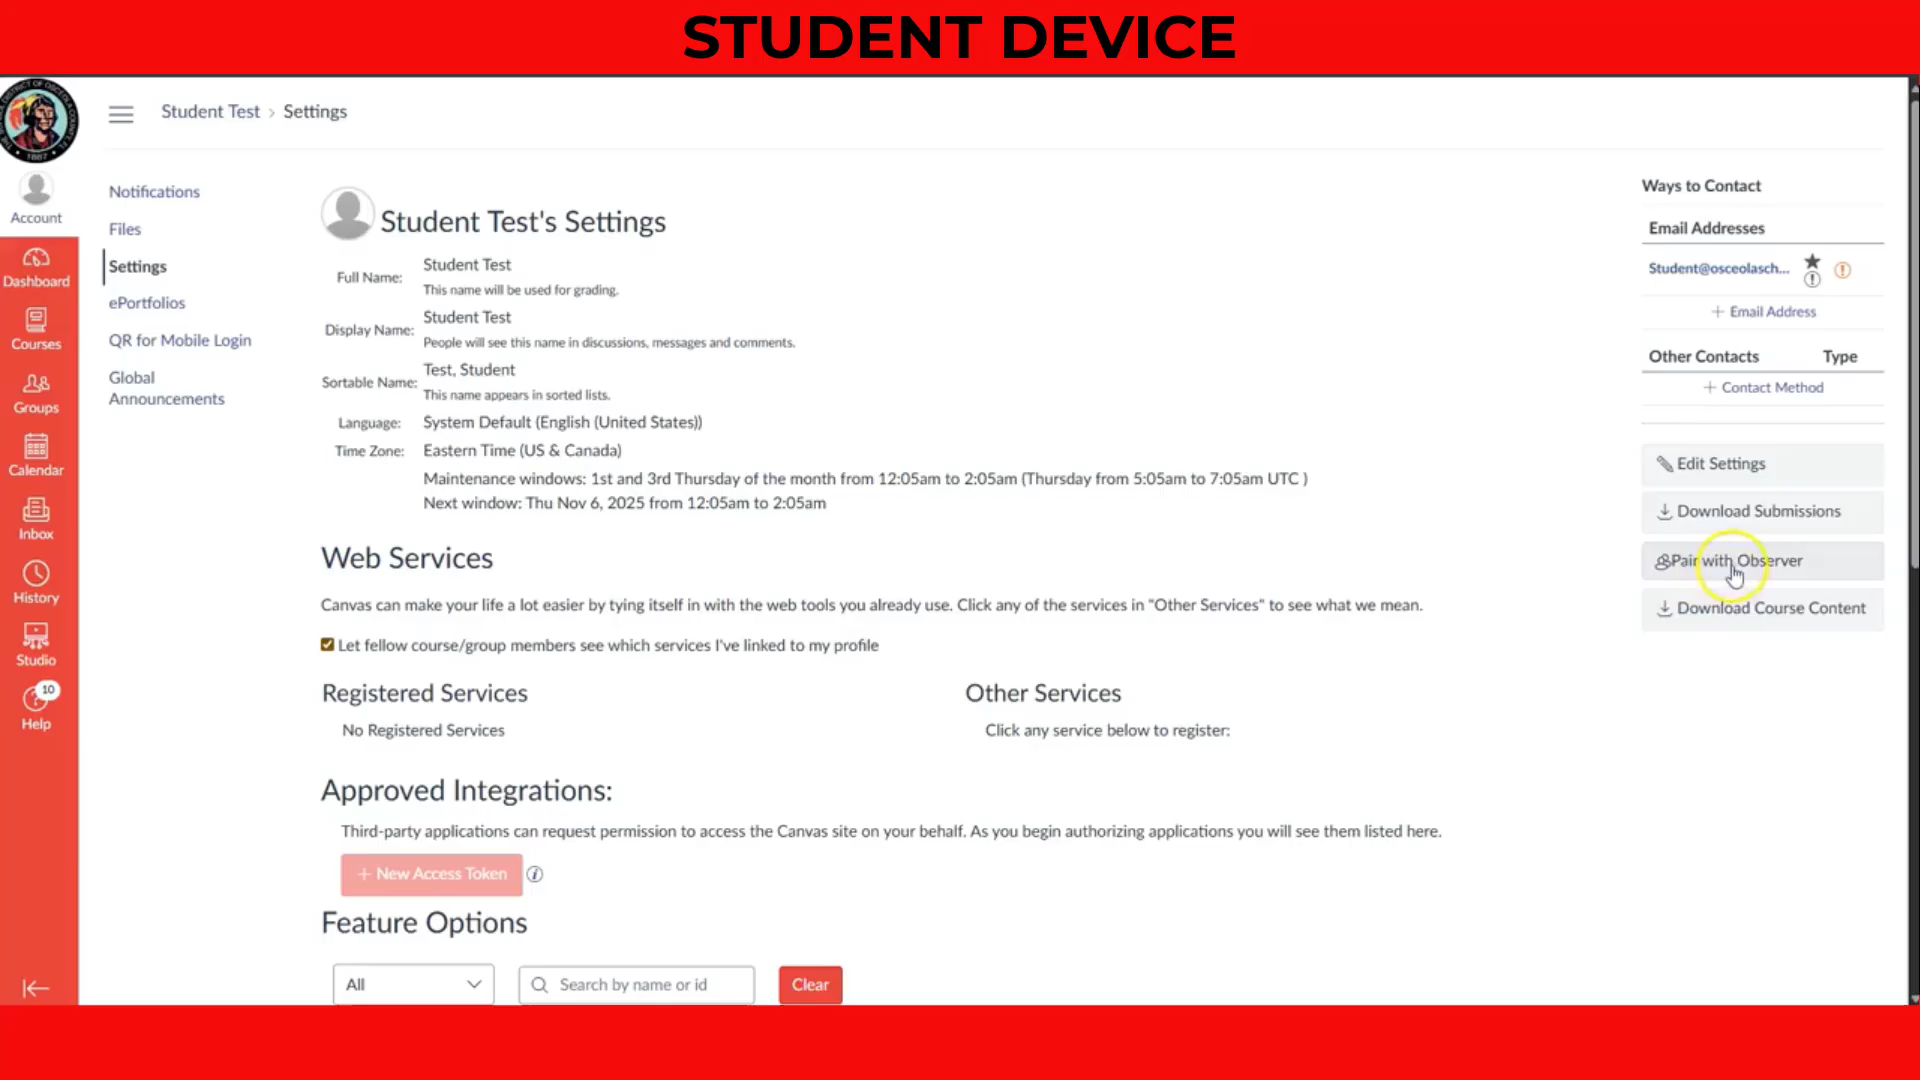 STUDENT DEVICE
Student Test > Settings
Account
Dashboard
Courses
Groups
Calendar
Inbox
History
Studio
10
Help
Notifications
Files
Settings
ePortfolios
QR for Mobile Login
Global
Announcements
Student Test's Settings
Full Name: Student Test
This name will be used for grading.
Display Name: Student Test
People will see this name in discussions, messages and comments.
Sortable Name: Test, Student
This name appears in sorted lists.
Language: System Default (English (United States))
Time Zone: Eastern Time (US & Canada)
Maintenance windows: 1st and 3rd Thursday of the month from 12:05am to 2:05am (Thursday from 5:05am to 7:05am UTC )
Next window: Thu Nov 6, 2025 from 12:05am to 2:05am
Web Services
Canvas can make your life a lot easier by tying itself in with the web tools you already use. Click any of the services in "Other Services" to see what we mean.
Let fellow course/group members see which services I've linked to my profile
Registered Services
No Registered Services
Other Services
Click any service below to register:
Approved Integrations:
Third-party applications can request permission to access the Canvas site on your behalf. As you begin authorizing applications you will see them listed here.
+ New Access Token
Feature Options
All
Search by name or id
Clear
Ways to Contact
Email Addresses
Student@osceolasch...
+ Email Address
Other Contacts Type
+ Contact Method
Edit Settings
Download Submissions
Pair with Observer
Download Course Content